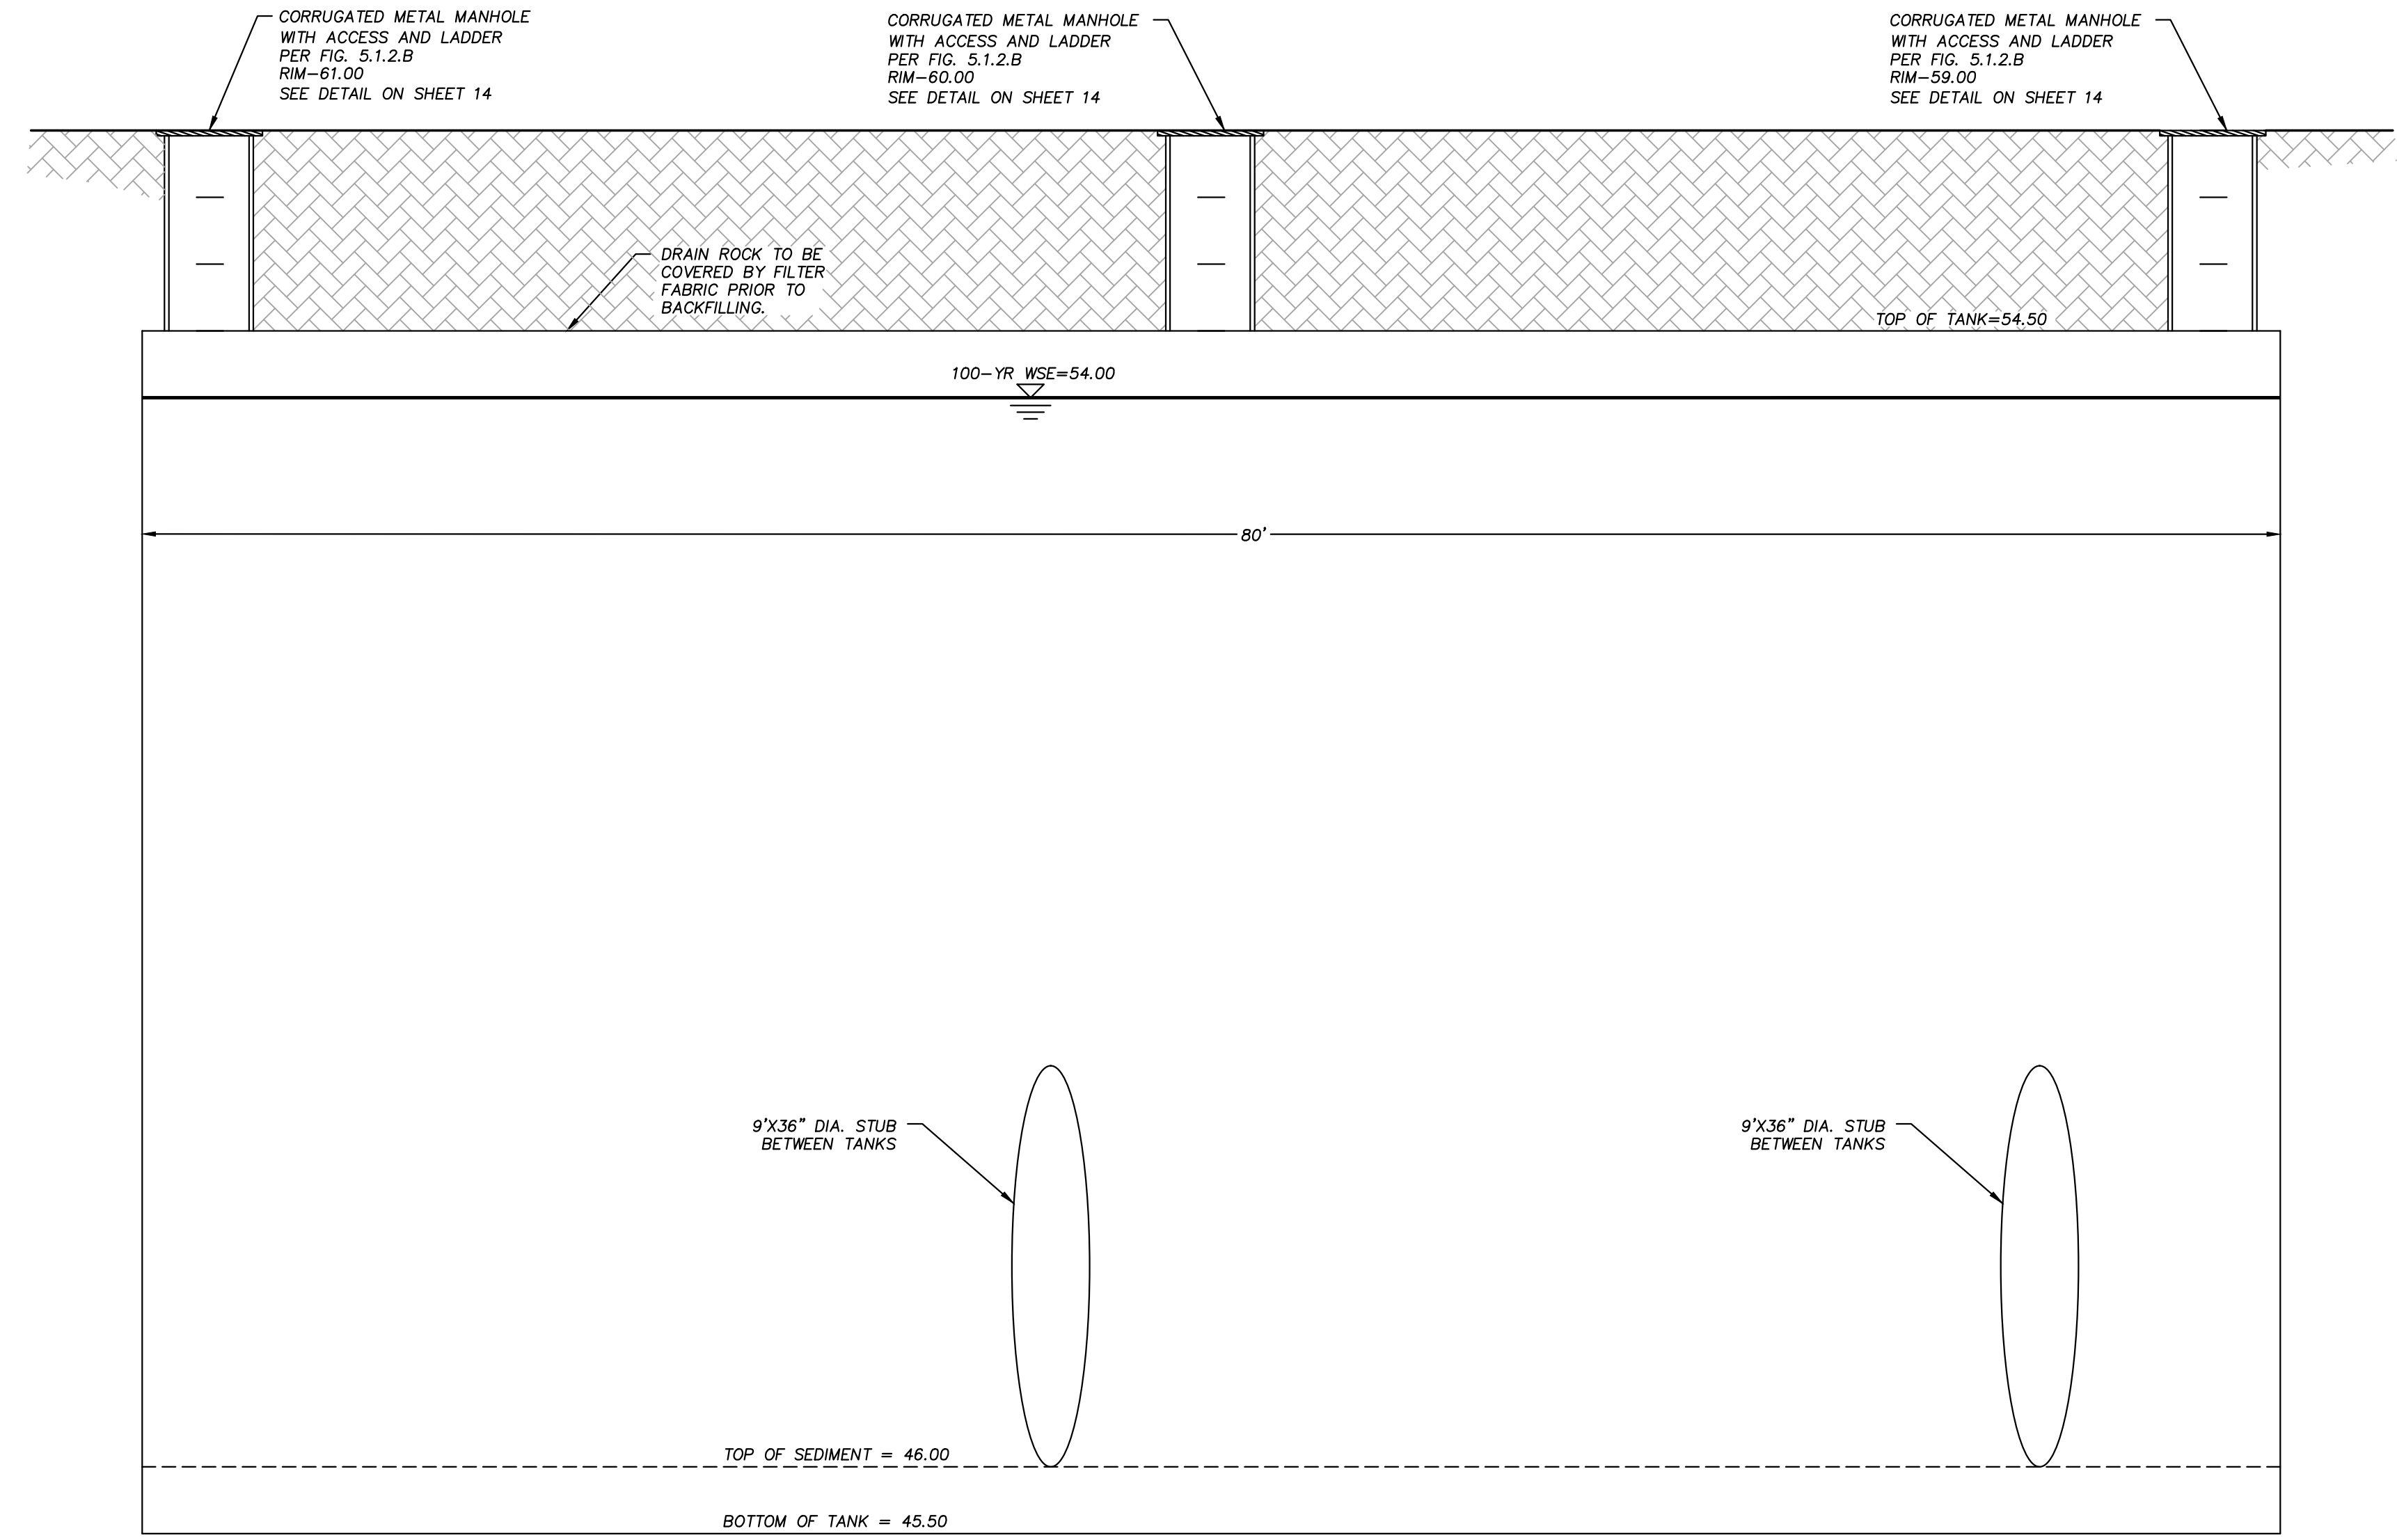 CORRUGATED METAL MANHOLE
WITH ACCESS AND LADDER
PER FIG. 5.1.2.B
RIM-61.00
SEE DETAIL ON SHEET 14
CORRUGATED METAL MANHOLE
WITH ACCESS AND LADDER
PER FIG. 5.1.2.B
RIM-60.00
SEE DETAIL ON SHEET 14
CORRUGATED METAL MANHOLE
WITH ACCESS AND LADDER
PER FIG. 5.1.2.B
RIM-59.00
SEE DETAIL ON SHEET 14
DRAIN ROCK TO BE
COVERED BY FILTER
FABRIC PRIOR TO
BACKFILLING.
TOP OF TANK=54.50
100-YR WSE=54.00
80'
9'X36" DIA. STUB
BETWEEN TANKS
9'X36" DIA. STUB
BETWEEN TANKS
TOP OF SEDIMENT = 46.00
BOTTOM OF TANK = 45.50